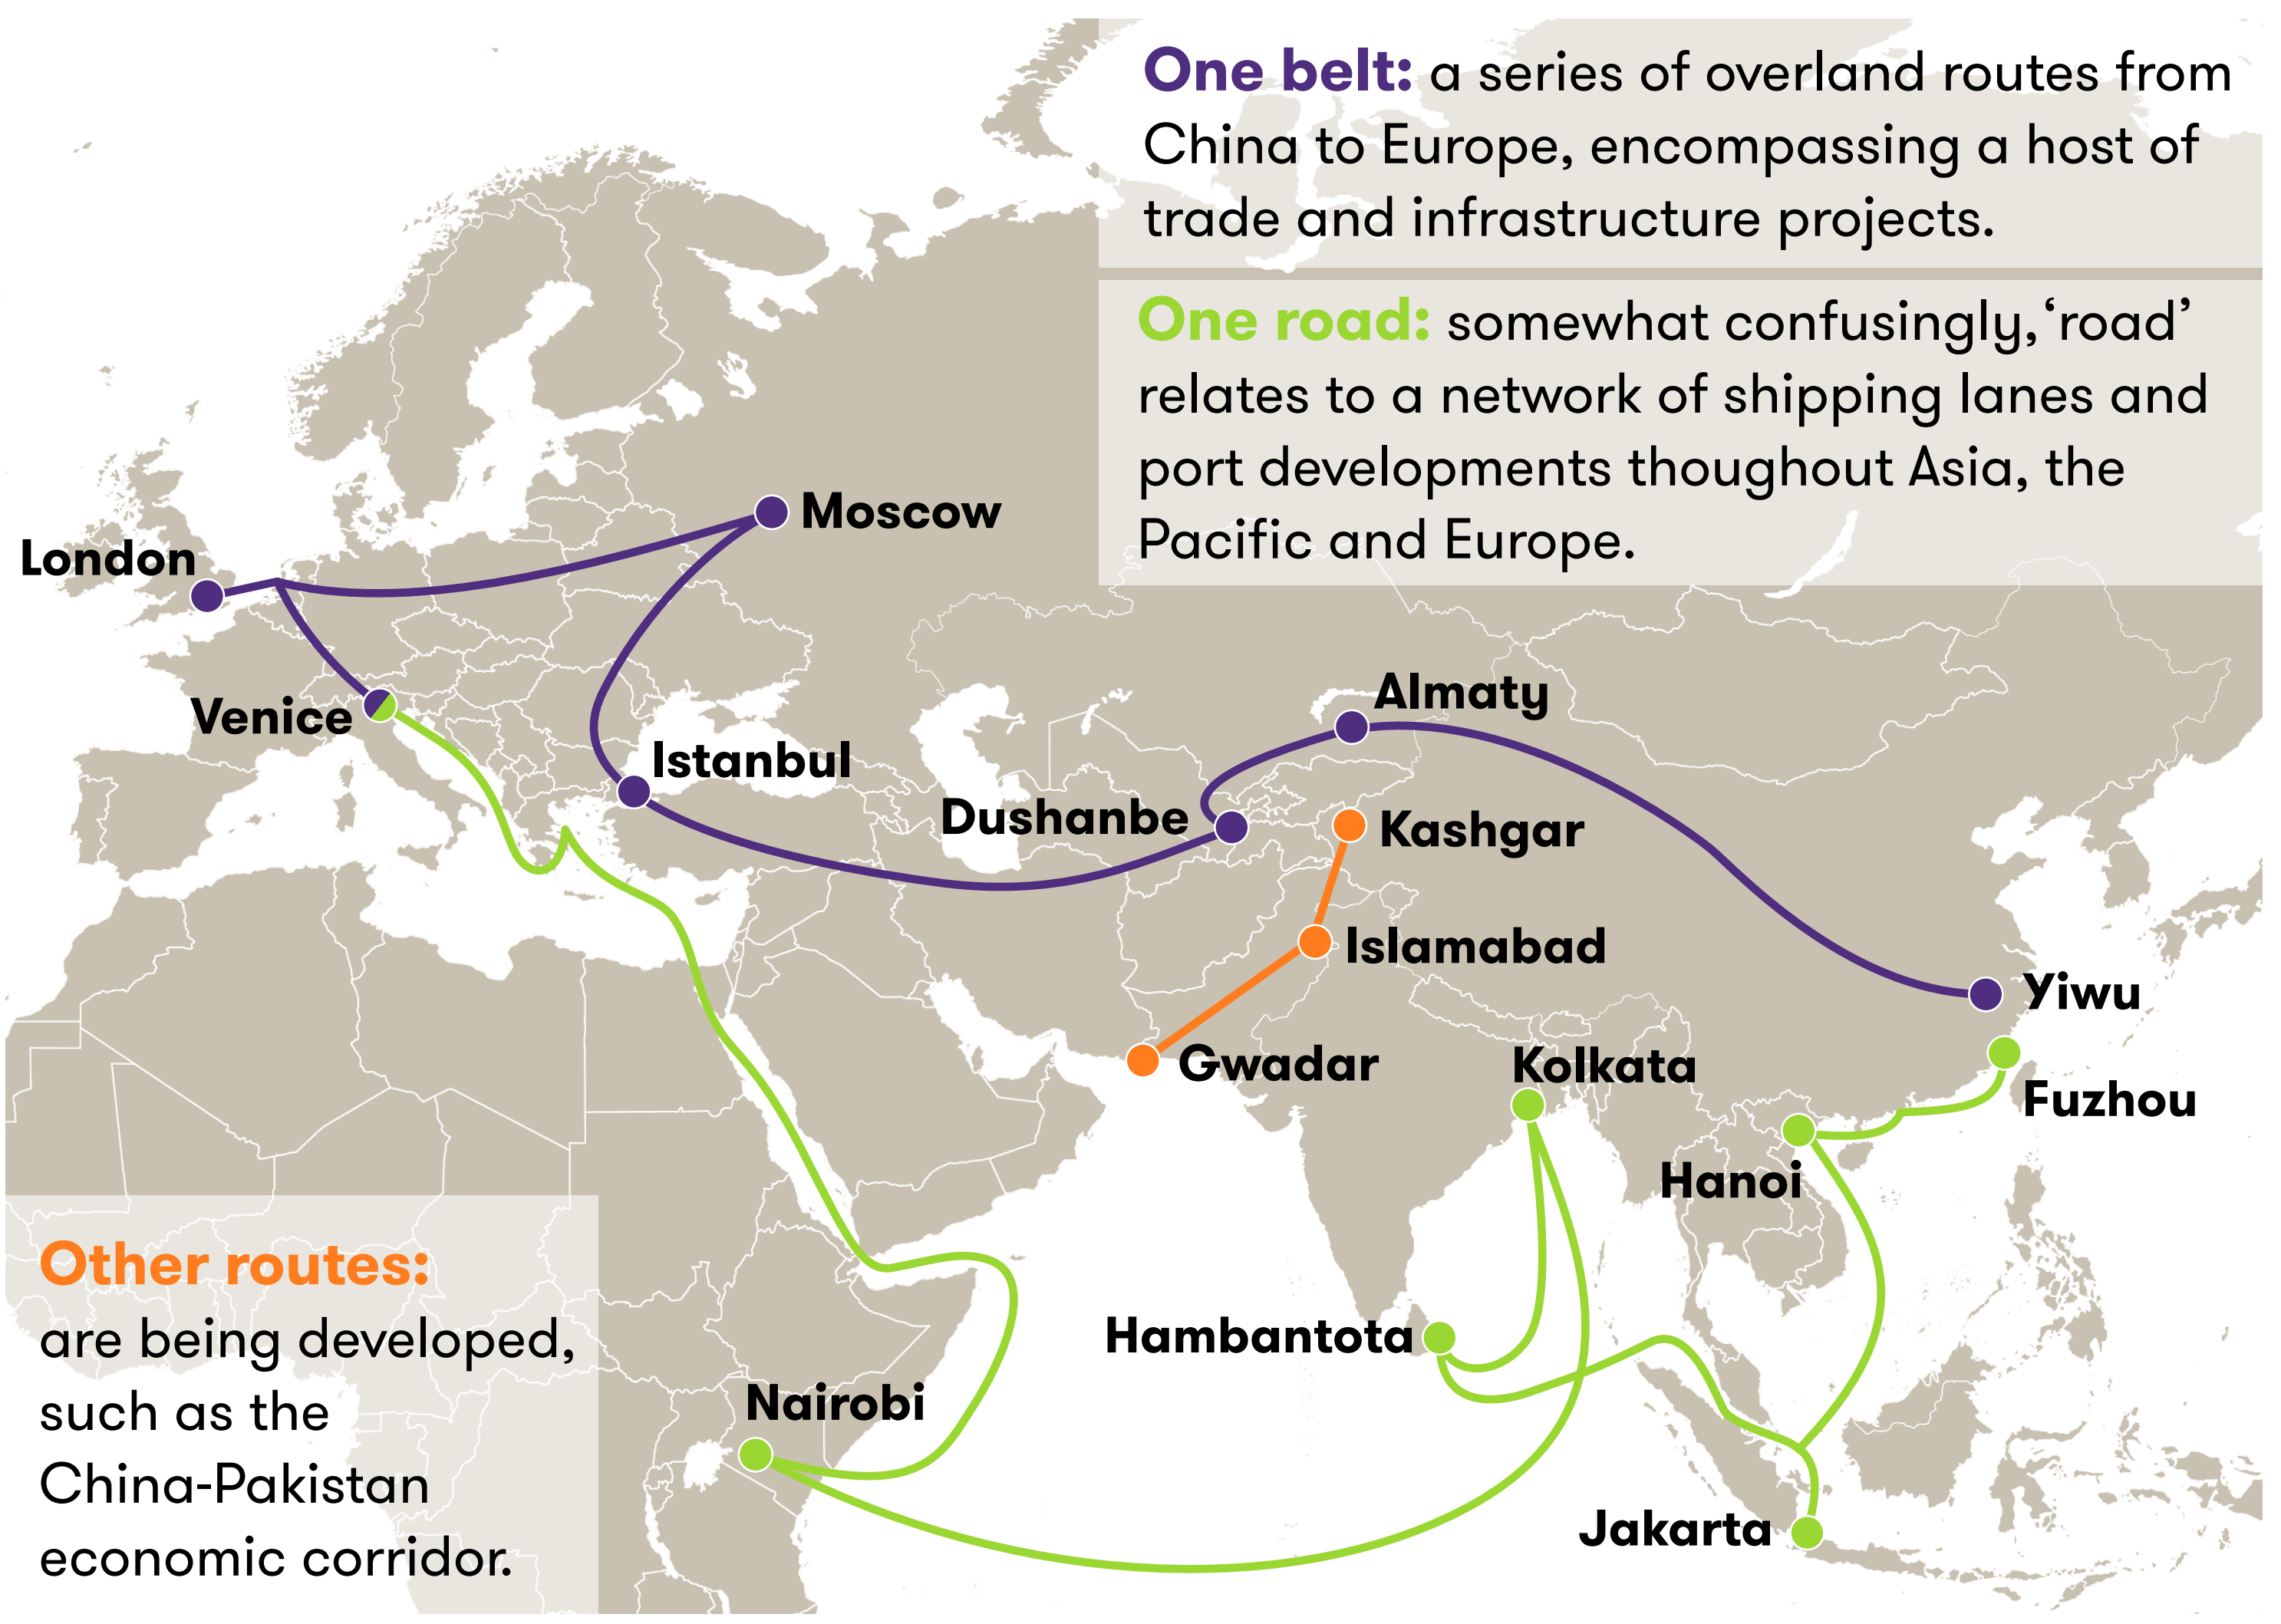 One belt: a series of overland routes from
China to Europe, encompassing a host of
trade and infrastructure projects.
One road: somewhat confusingly, ‘road’
relates to a network of shipping lanes and
port developments thoughout Asia, the
Pacific and Europe.
Moscow
London
Almaty
Venice
Istanbul
Dushanbe
Kashgar
Islamabad
Yiwu
Gwadar
Kolkata
Fuzhou
Hanoi
Other routes:
are being developed,
such as the
China-Pakistan
economic corridor.
Hambantota
Nairobi
Jakarta